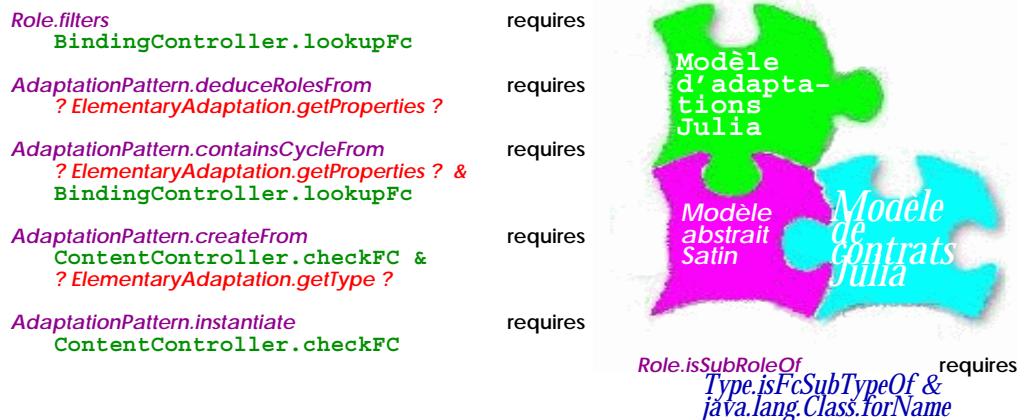 Role.filters requires
BindingController.lookupFc
AdaptationPattern.deduceRolesFrom requires
? ElementaryAdaptation.getProperties ?
AdaptationPattern.containsCycleFrom requires
? ElementaryAdaptation.getProperties ? &
BindingController.lookupFc
AdaptationPattern.createFrom requires
ContentController.checkFC &
? ElementaryAdaptation.getType ?
AdaptationPattern.instantiate requires
ContentController.checkFC
Modèle
d'adapta-
tions
Julia
Modèle
abstrait
Satin
Modèle
de
contrats
Julia
Role.isSubRoleOf requires
Type.isFcSubTypeOf &
java.lang.Class.forName